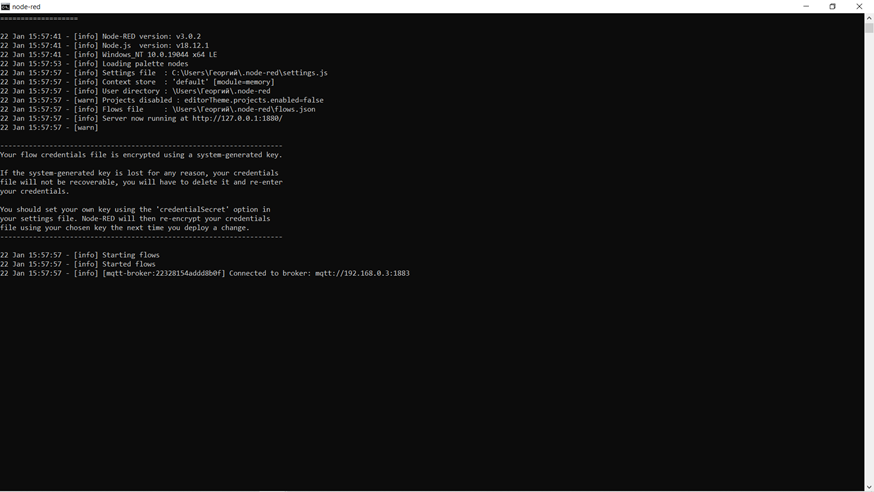 node-red
===================
22 Jan 15:57:41 - [info] Node-RED version: v3.0.2
22 Jan 15:57:41 - [info] Node.js  version: v18.12.1
22 Jan 15:57:41 - [info] Windows_NT 10.0.19044 x64 LE
22 Jan 15:57:53 - [info] Loading palette nodes
22 Jan 15:57:57 - [info] Settings file  : C:\Users\Георгий\.node-red\settings.js
22 Jan 15:57:57 - [info] Context store  : 'default' [module=memory]
22 Jan 15:57:57 - [info] User directory : \Users\Георгий\.node-red
22 Jan 15:57:57 - [warn] Projects disabled : editorTheme.projects.enabled=false
22 Jan 15:57:57 - [info] Flows file     : \Users\Георгий\.node-red\flows.json
22 Jan 15:57:57 - [info] Server now running at http://127.0.0.1:1880/
22 Jan 15:57:57 - [warn]
---------------------------------------------------------------------
Your flow credentials file is encrypted using a system-generated key.
If the system-generated key is lost for any reason, your credentials
file will not be recoverable, you will have to delete it and re-enter
your credentials.
You should set your own key using the 'credentialSecret' option in
your settings file. Node-RED will then re-encrypt your credentials
file using your chosen key the next time you deploy a change.
---------------------------------------------------------------------
22 Jan 15:57:57 - [info] Starting flows
22 Jan 15:57:57 - [info] Started flows
22 Jan 15:57:57 - [info] [mqtt-broker:22328154addd8b0f] Connected to broker: mqtt://192.168.0.3:1883